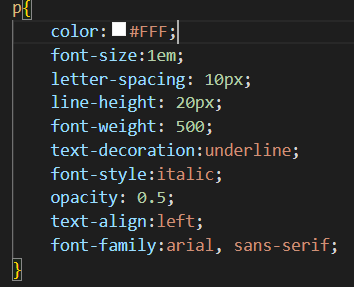 p{
color: #FFF;
font-size:1em;
letter-spacing: 10px;
line-height: 20px;
font-weight: 500;
text-decoration:underline;
font-style:italic;
opacity: 0.5;
text-align:left;
font-family:arial, sans-serif;
}